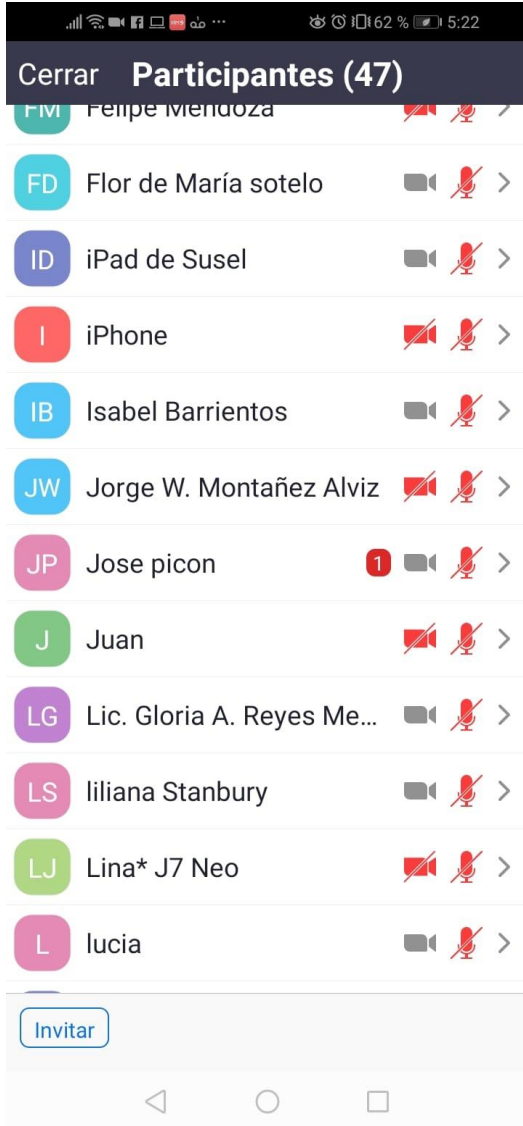 62 % 5:22
Cerrar Participantes (47)
FM Felipe Mendoza
FD Flor de María sotelo
ID iPad de Susel
I iPhone
IB Isabel Barrientos
JW Jorge W. Montañez Alviz
JP Jose picon 1
J Juan
LG Lic. Gloria A. Reyes Me...
LS liliana Stanbury
LJ Lina* J7 Neo
L lucia
Invitar